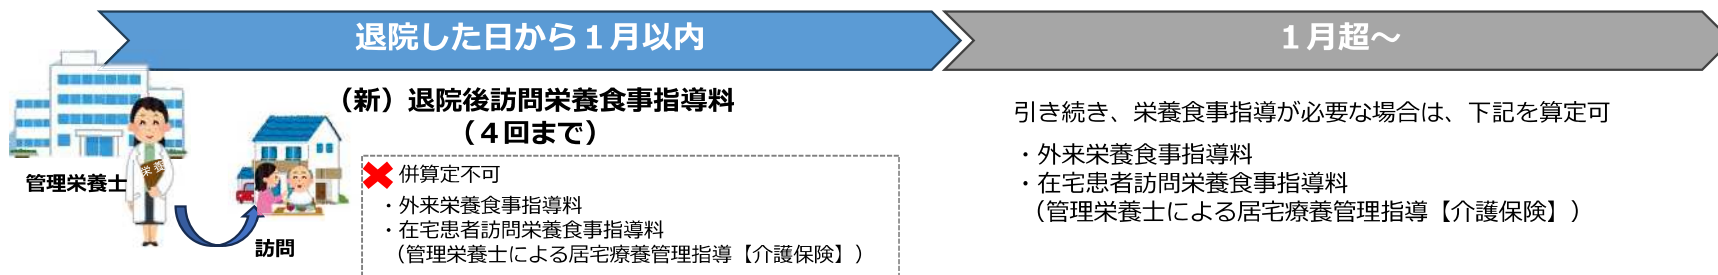 退院した日から１月以内
１月超～
（新）退院後訪問栄養食事指導料
（４回まで）
栄養
管理栄養士
訪問
併算定不可
・外来栄養食事指導料
・在宅患者訪問栄養食事指導料
（管理栄養士による居宅療養管理指導【介護保険】）
引き続き、栄養食事指導が必要な場合は、下記を算定可
・外来栄養食事指導料
・在宅患者訪問栄養食事指導料
（管理栄養士による居宅療養管理指導【介護保険】）